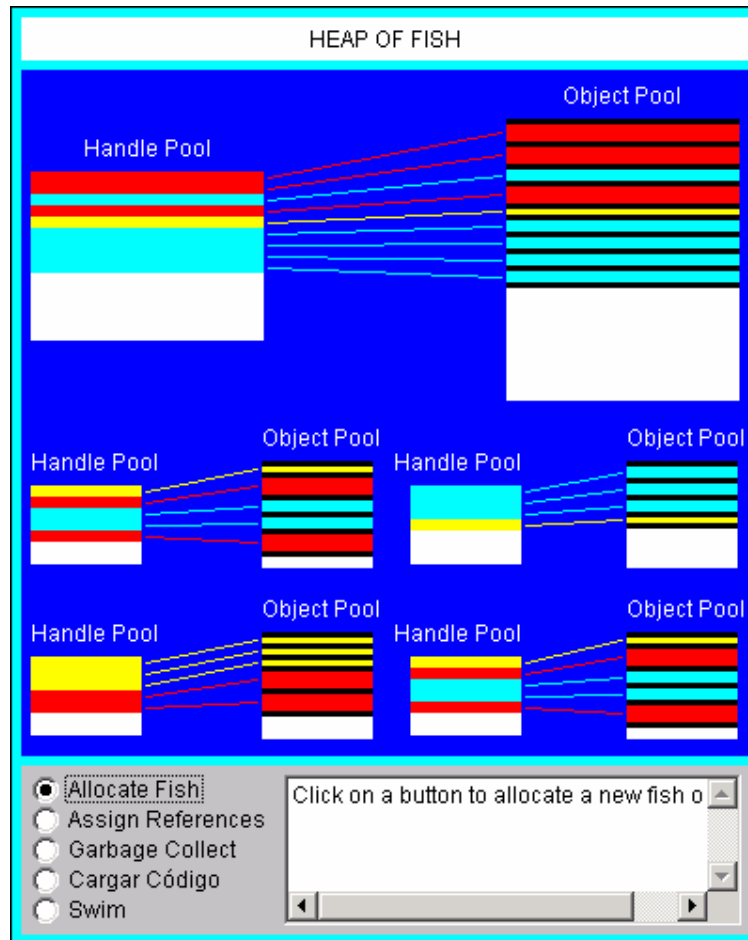 HEAP OF FISH
Object Pool
Handle Pool
Object Pool
Object Pool
Handle Pool
Handle Pool
Object Pool
Object Pool
Handle Pool
Handle Pool
Allocate Fish
Assign References
Garbage Collect
Cargar Código
Swim
Click on a button to allocate a new fish o